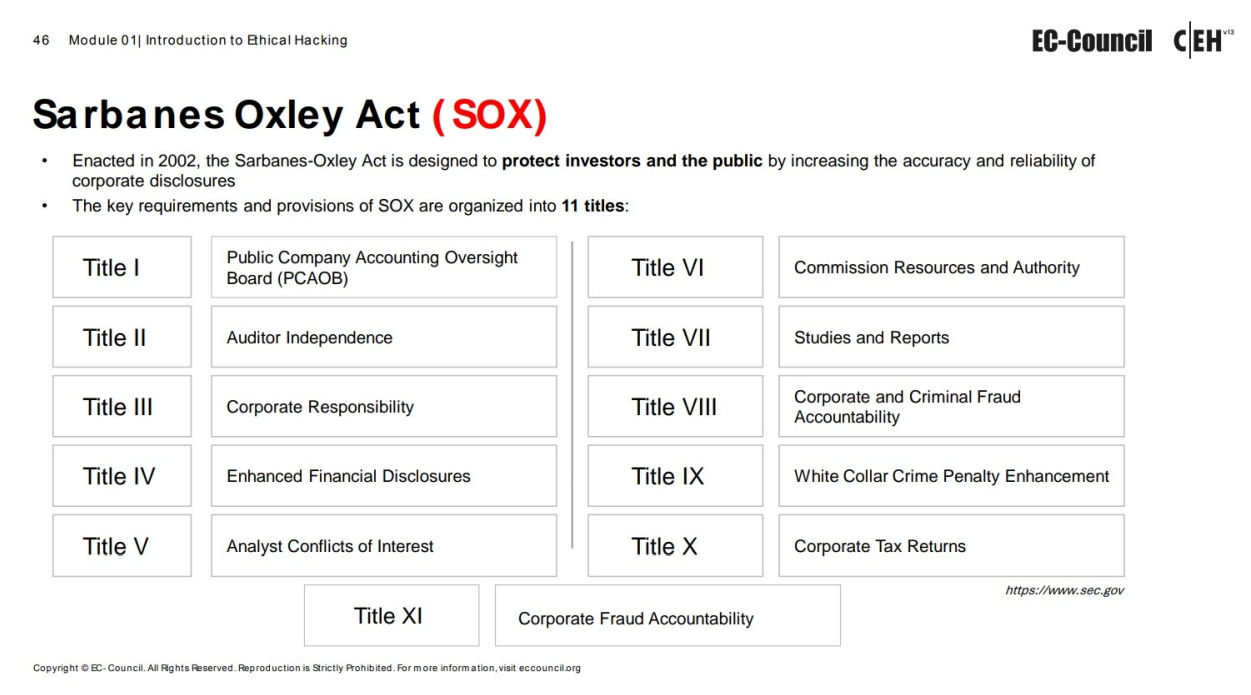 46 Module 01| Introduction to Ethical Hacking
EC-Council C|EH v13
Sarbanes Oxley Act (SOX)
• Enacted in 2002, the Sarbanes-Oxley Act is designed to protect investors and the public by increasing the accuracy and reliability of
corporate disclosures
• The key requirements and provisions of SOX are organized into 11 titles:
Title I
Public Company Accounting Oversight
Board (PCAOB)
Title II
Auditor Independence
Title III
Corporate Responsibility
Title IV
Enhanced Financial Disclosures
Title V
Analyst Conflicts of Interest
Title VI
Commission Resources and Authority
Title VII
Studies and Reports
Title VIII
Corporate and Criminal Fraud
Accountability
Title IX
White Collar Crime Penalty Enhancement
Title X
Corporate Tax Returns
Title XI
Corporate Fraud Accountability
https://www.sec.gov
Copyright © EC-Council. All Rights Reserved. Reproduction is Strictly Prohibited. For more information, visit eccouncil.org